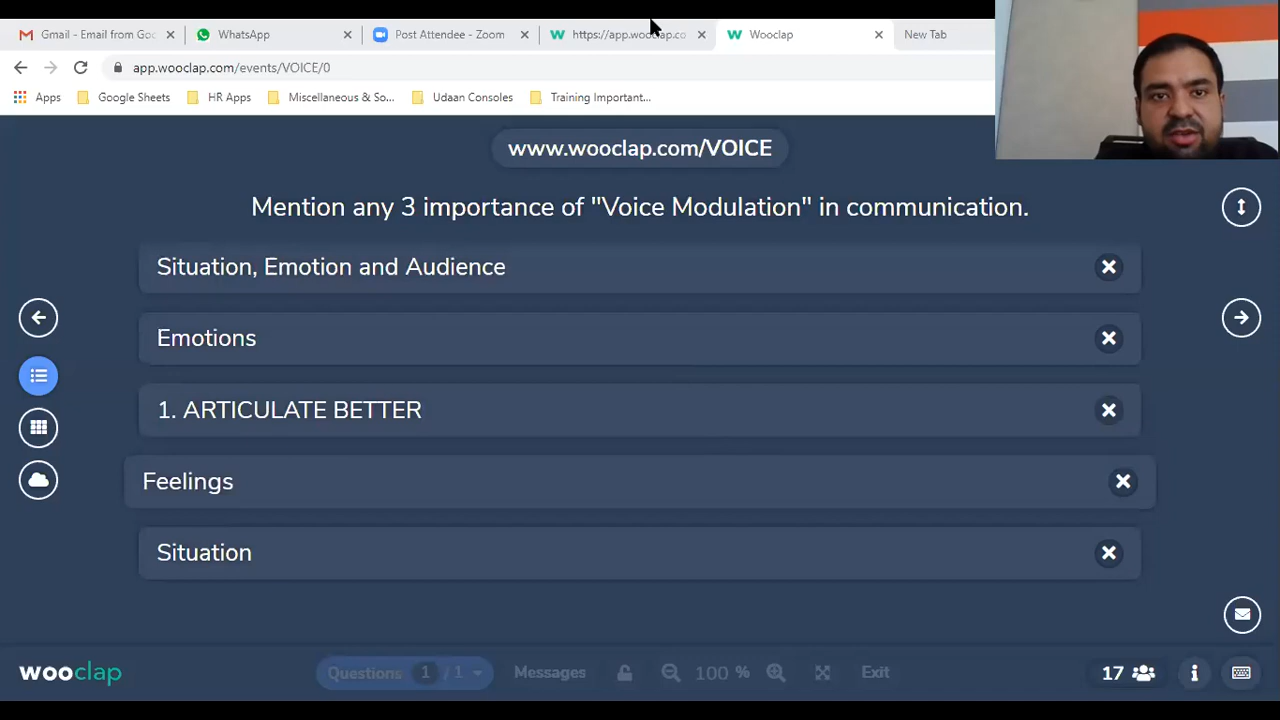 Gmail - Email from Goo
WhatsApp
Post Attendee - Zoom
https://app.wooclap.co
Wooclap
New Tab
app.wooclap.com/events/VOICE/0
Apps
Google Sheets
HR Apps
Miscellaneous & So...
Udaan Consoles
Training Important...
www.wooclap.com/VOICE
Mention any 3 importance of "Voice Modulation" in communication.
Situation, Emotion and Audience
Emotions
1. ARTICULATE BETTER
Feelings
Situation
wooclap
Questions 1 / 1
Messages
100 %
Exit
17